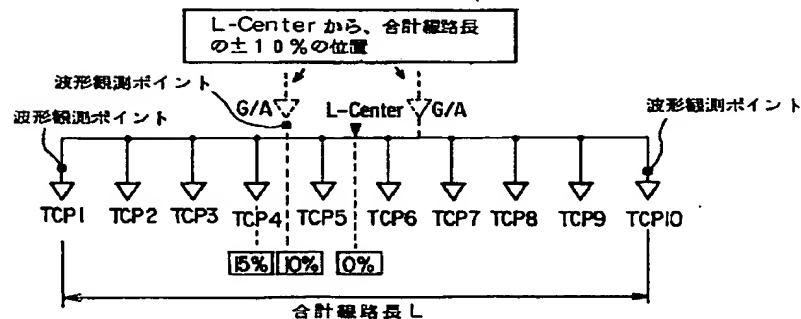 L-Centerから、合計線路長
の±10%の位置
波形観測ポイント
G/A L-Center G/A
波形観測ポイント
波形観測ポイント
TCP1 TCP2 TCP3 TCP4 TCP5 TCP6 TCP7 TCP8 TCP9 TCP10
15% 10% 0%
合計線路長L